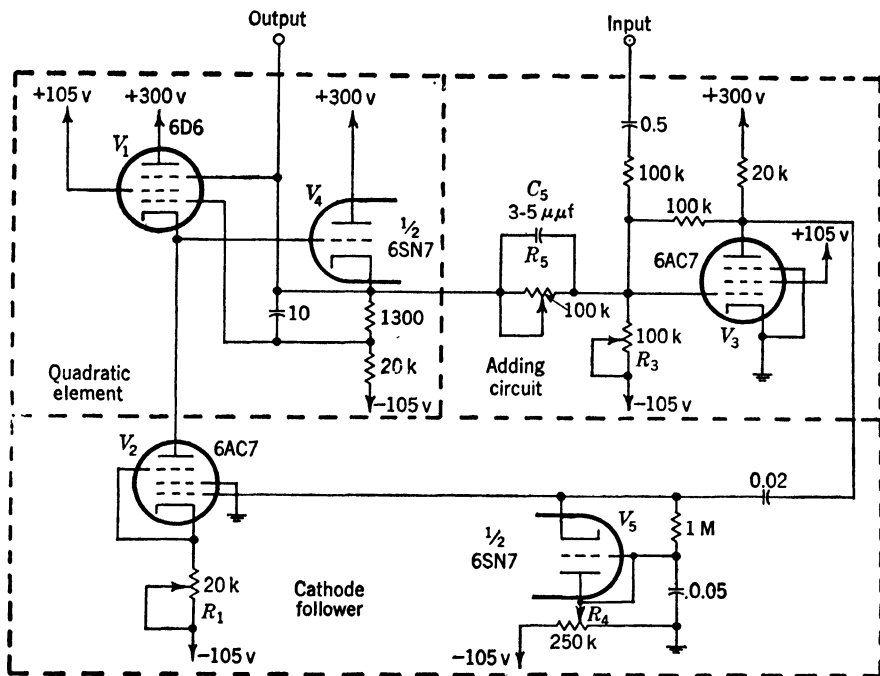 Output
Input
+105 v
+300 v
+300 v
+300 v
6D6
V1
V4
½
6SN7
0.5
100 k
20 k
C5
3-5 μμf
R5
100 k
100 k
6AC7
+105 v
V3
10
1300
20 k
-105 v
Quadratic
element
Adding
circuit
100 k
R3
-105 v
V2
6AC7
0.02
½
6SN7
V5
1 M
0.05
20 k
R1
-105 v
Cathode
follower
R4
250 k
-105 v